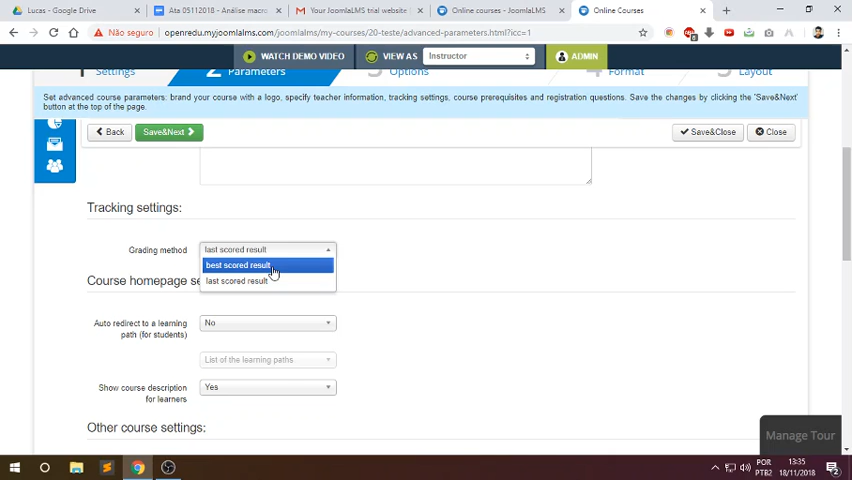 Lucas - Google Drive
Ata 05112018 - Análise macro
Your JoomlaLMS trial website
Online courses - JoomlaLMS
Online Courses
Não seguro
openredu.myjoomlalms.com/my-courses/20-teste/advanced-parameters.html?icc=1
WATCH DEMO VIDEO
VIEW AS
Instructor
ADMIN
1 Settings
2 Parameters
3 Options
4 Format
5 Layout
Set advanced course parameters: brand your course with a logo, specify teacher information, tracking settings, course prerequisites and registration questions. Save the changes by clicking the 'Save&Next'
button at the top of the page.
Back
Save&Next
Save&Close
Close
Tracking settings:
Grading method
last scored result
best scored result
last scored result
Course homepage se
Auto redirect to a learning
path (for students)
No
List of the learning paths
Show course description
for learners
Yes
Other course settings:
Manage Tour
POR
PTB2
13:35
18/11/2018
2